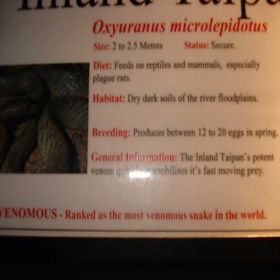 Inland Taipa
Oxyuranus microlepidotus
Size: 2 to 2.5 Metres Status: Secure.
Diet: Feeds on reptiles and mammals, especially
plague rats.
Habitat: Dry dark soils of the river floodplains.
Breeding: Produces between 12 to 20 eggs in spring.
General Information: The Inland Taipan's potent
venom immobilises it's fast moving prey.
VENOMOUS - Ranked as the most venomous snake in the world.